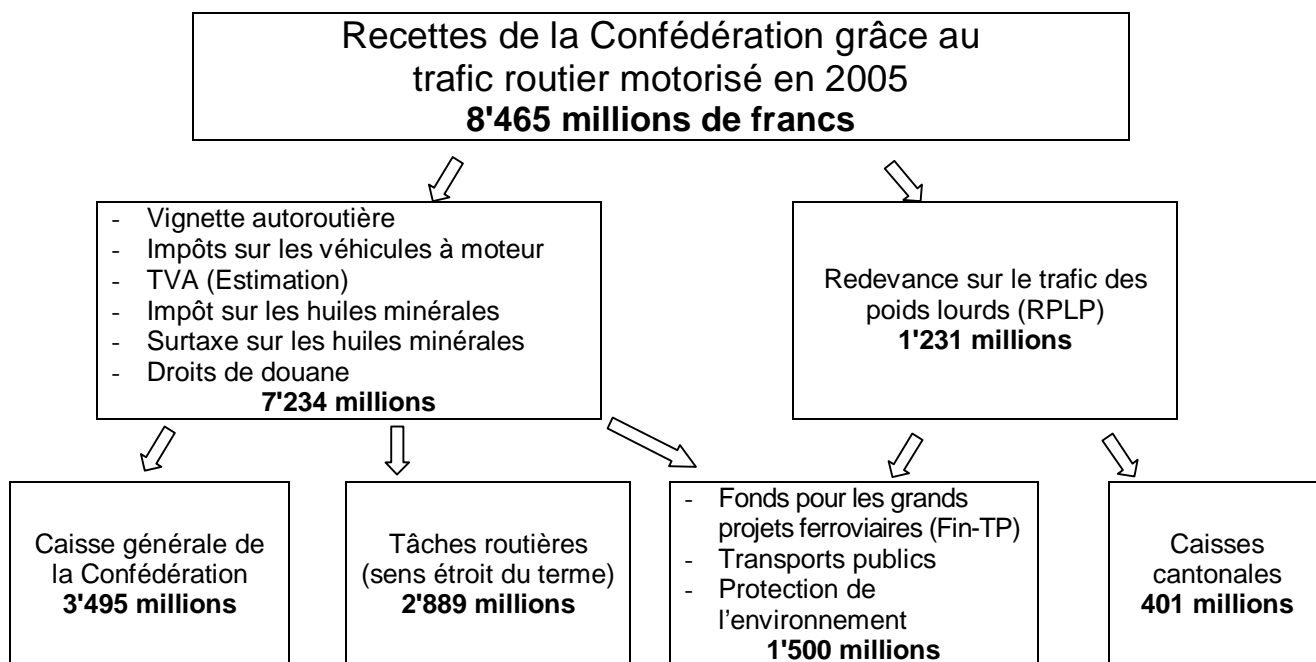 Recettes de la Confédération grâce au
trafic routier motorisé en 2005
8'465 millions de francs
- Vignette autoroutière
- Impôts sur les véhicules à moteur
- TVA (Estimation)
- Impôt sur les huiles minérales
- Surtaxe sur les huiles minérales
- Droits de douane
7'234 millions
Redevance sur le trafic des
poids lourds (RPLP)
1'231 millions
Caisse générale de
la Confédération
3'495 millions
Tâches routières
(sens étroit du terme)
2'889 millions
- Fonds pour les grands
projets ferroviaires (Fin-TP)
- Transports publics
- Protection de
l’environnement
1'500 millions
Caisses
cantonales
401 millions